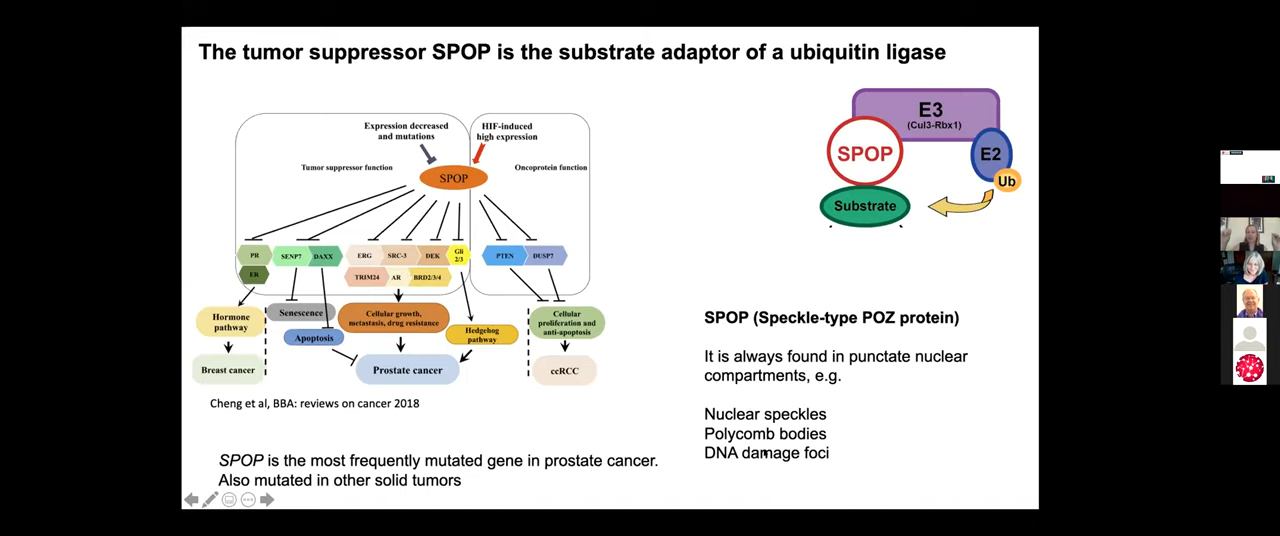 The tumor suppressor SPOP is the substrate adaptor of a ubiquitin ligase
Expression decreased
and mutations
HIF-induced
high expression
Tumor suppressor function
Oncoprotein function
SPOP
PR
SENP7
DAXX
ERG
SRC-3
DEK
Gli
2/3
PTEN
DUSP7
ER
TRIM24
AR
BRD2/3/4
Hormone
pathway
Senescence
Cellular growth,
metastasis, drug resistance
Cellular
proliferation and
anti-apoptosis
Apoptosis
Hedgehog
pathway
Breast cancer
Prostate cancer
ccRCC
Cheng et al, BBA: reviews on cancer 2018
SPOP is the most frequently mutated gene in prostate cancer.
Also mutated in other solid tumors
E3
(Cul3-Rbx1)
SPOP
E2
Ub
Substrate
SPOP (Speckle-type POZ protein)
It is always found in punctate nuclear
compartments, e.g.
Nuclear speckles
Polycomb bodies
DNA damage foci